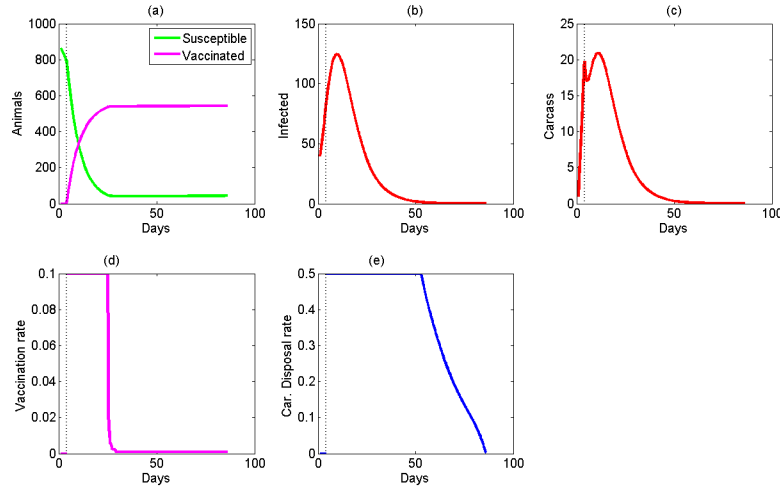 (a)
1000
800
600
400
200
0
0
50
100
Animals
Days
Susceptible
Vaccinated
(b)
150
100
50
0
0
50
100
Infected
Days
(c)
25
20
15
10
5
0
0
50
100
Carcass
Days
(d)
0.1
0.08
0.06
0.04
0.02
0
0
50
100
Vaccination rate
Days
(e)
0.5
0.4
0.3
0.2
0.1
0
0
50
100
Car. Disposal rate
Days